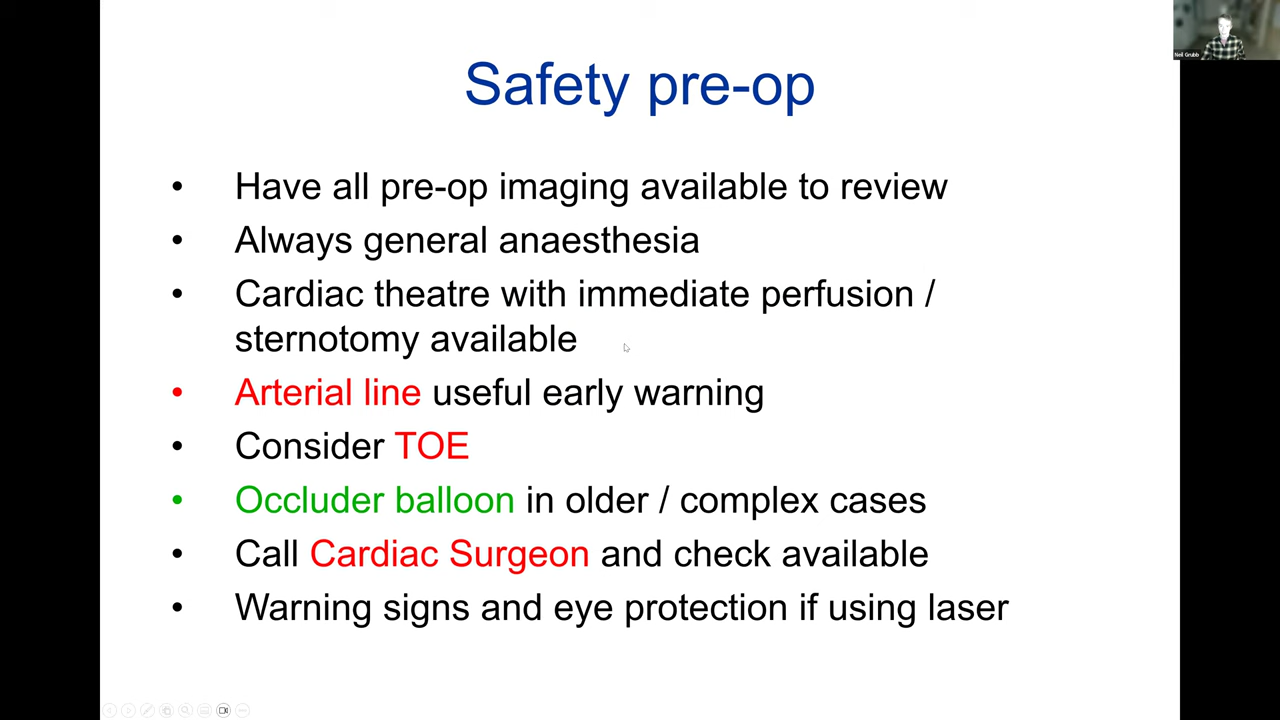 Safety pre-op
• Have all pre-op imaging available to review
• Always general anaesthesia
• Cardiac theatre with immediate perfusion /
sternotomy available
• Arterial line useful early warning
• Consider TOE
• Occluder balloon in older / complex cases
• Call Cardiac Surgeon and check available
• Warning signs and eye protection if using laser
Neil Grubb